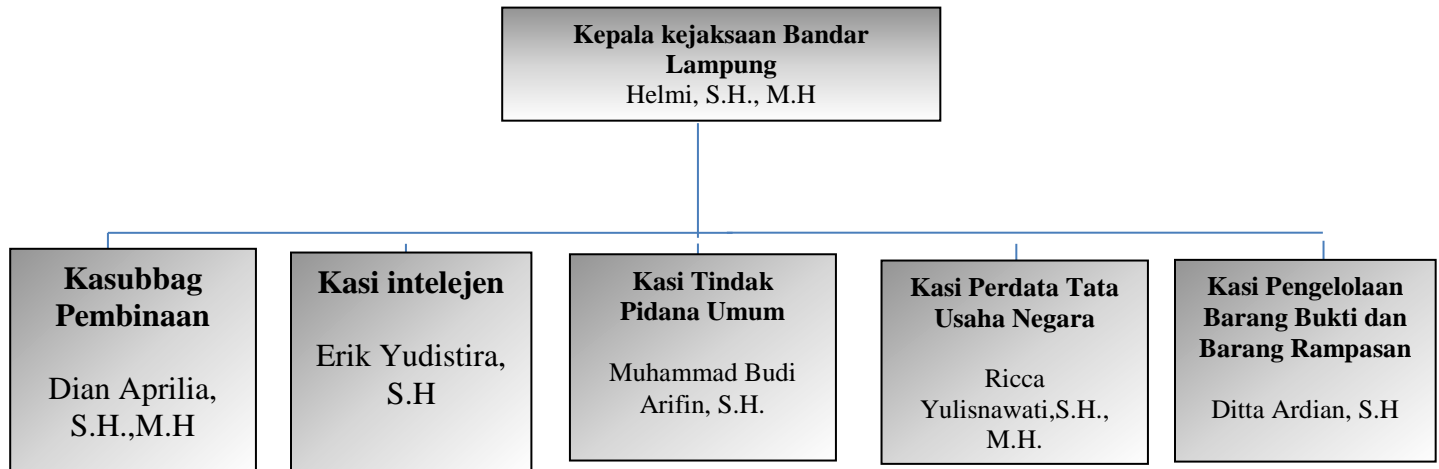 Kepala kejaksaan Bandar
Lampung
Helmi, S.H., M.H
Kasubbag
Pembinaan
Dian Aprilia,
S.H.,M.H
Kasi intelejen
Erik Yudistira,
S.H
Kasi Tindak
Pidana Umum
Muhammad Budi
Arifin, S.H.
Kasi Perdata Tata
Usaha Negara
Ricca
Yulisnawati,S.H.,
M.H.
Kasi Pengelolaan
Barang Bukti dan
Barang Rampasan
Ditta Ardian, S.H